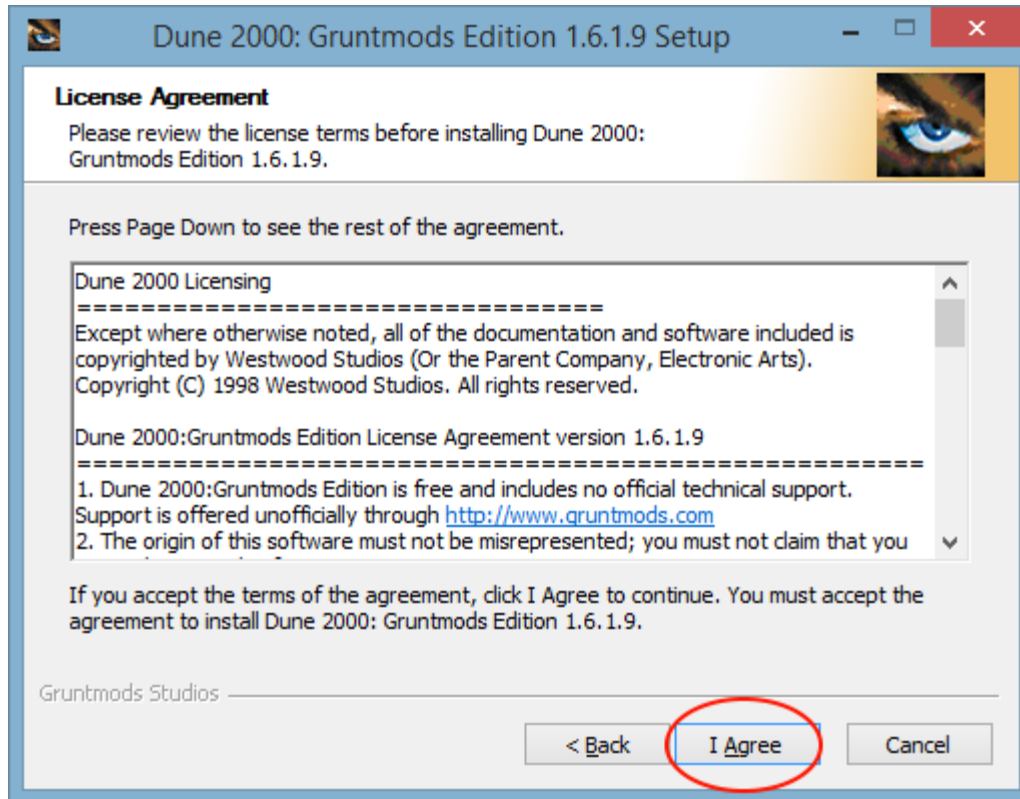 Dune 2000: Gruntmods Edition 1.6.1.9 Setup
License Agreement
Please review the license terms before installing Dune 2000:
Gruntmods Edition 1.6.1.9.
Press Page Down to see the rest of the agreement.
Dune 2000 Licensing
=================================
Except where otherwise noted, all of the documentation and software included is
copyrighted by Westwood Studios (Or the Parent Company, Electronic Arts).
Copyright (C) 1998 Westwood Studios. All rights reserved.
Dune 2000:Gruntmods Edition License Agreement version 1.6.1.9
=====================================================
1. Dune 2000:Gruntmods Edition is free and includes no official technical support.
Support is offered unofficially through http://www.gruntmods.com
2. The origin of this software must not be misrepresented; you must not claim that you
If you accept the terms of the agreement, click I Agree to continue. You must accept the
agreement to install Dune 2000: Gruntmods Edition 1.6.1.9.
Gruntmods Studios
< Back
I Agree
Cancel